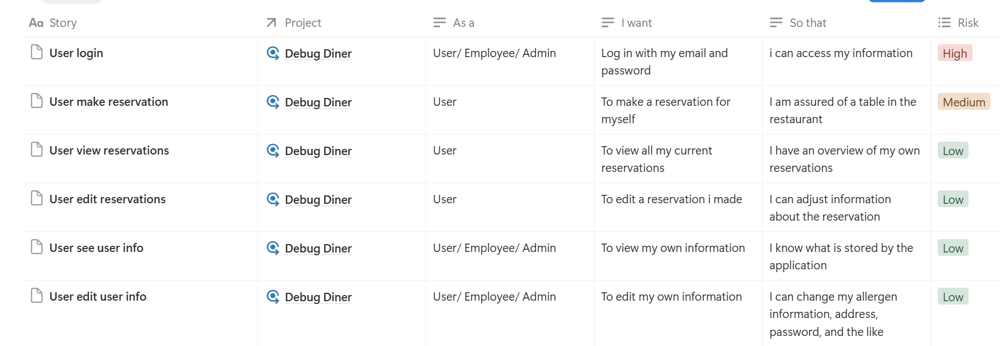 Aa Story Project As a I want So that Risk
User login Debug Diner User/ Employee/ Admin Log in with my email and i can access my information High
password
User make reservation Debug Diner User To make a reservation for I am assured of a table in the Medium
myself restaurant
User view reservations Debug Diner User To view all my current I have an overview of my own Low
reservations reservations
User edit reservations Debug Diner User To edit a reservation i made I can adjust information Low
about the reservation
User see user info Debug Diner User/ Employee/ Admin To view my own information I know what is stored by the Low
application
User edit user info Debug Diner User/ Employee/ Admin To edit my own information I can change my allergen Low
information, address,
password, and the like